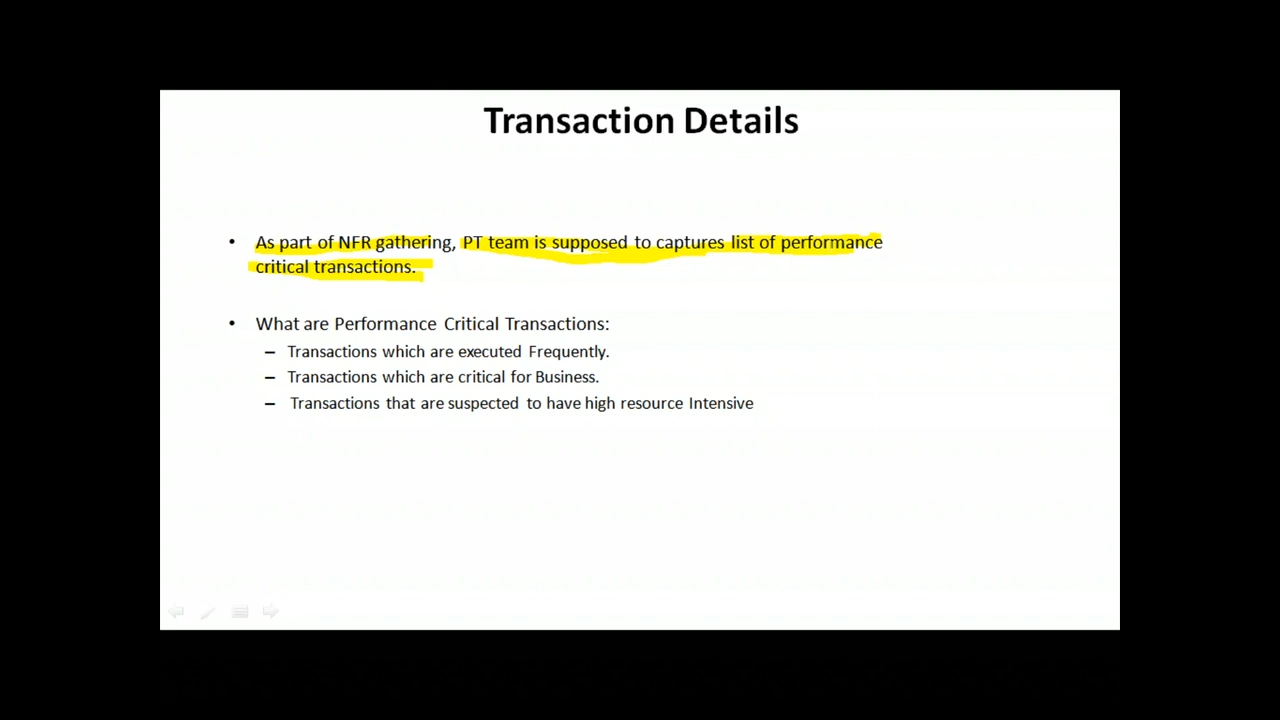 Transaction Details
• As part of NFR gathering, PT team is supposed to captures list of performance
critical transactions.
• What are Performance Critical Transactions:
– Transactions which are executed Frequently.
– Transactions which are critical for Business.
– Transactions that are suspected to have high resource Intensive